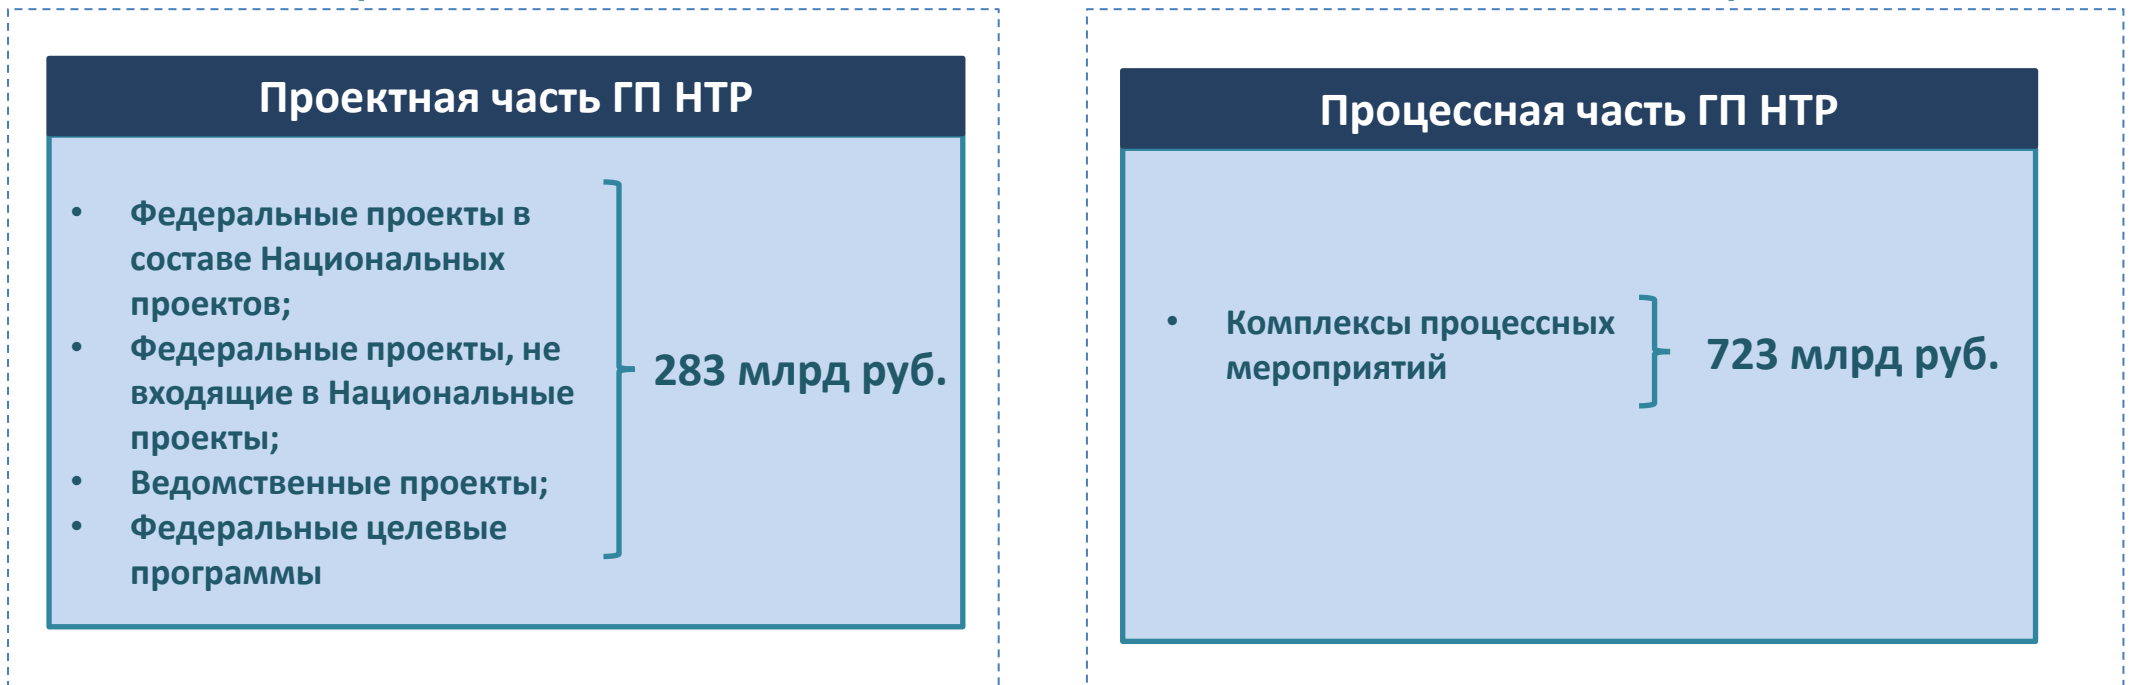 Проектная часть ГП НТР
• Федеральные проекты в
составе Национальных
проектов;
• Федеральные проекты, не
входящие в Национальные
проекты;
• Ведомственные проекты;
• Федеральные целевые
программы
283 млрд руб.
Процессная часть ГП НТР
• Комплексы процессных
мероприятий
723 млрд руб.